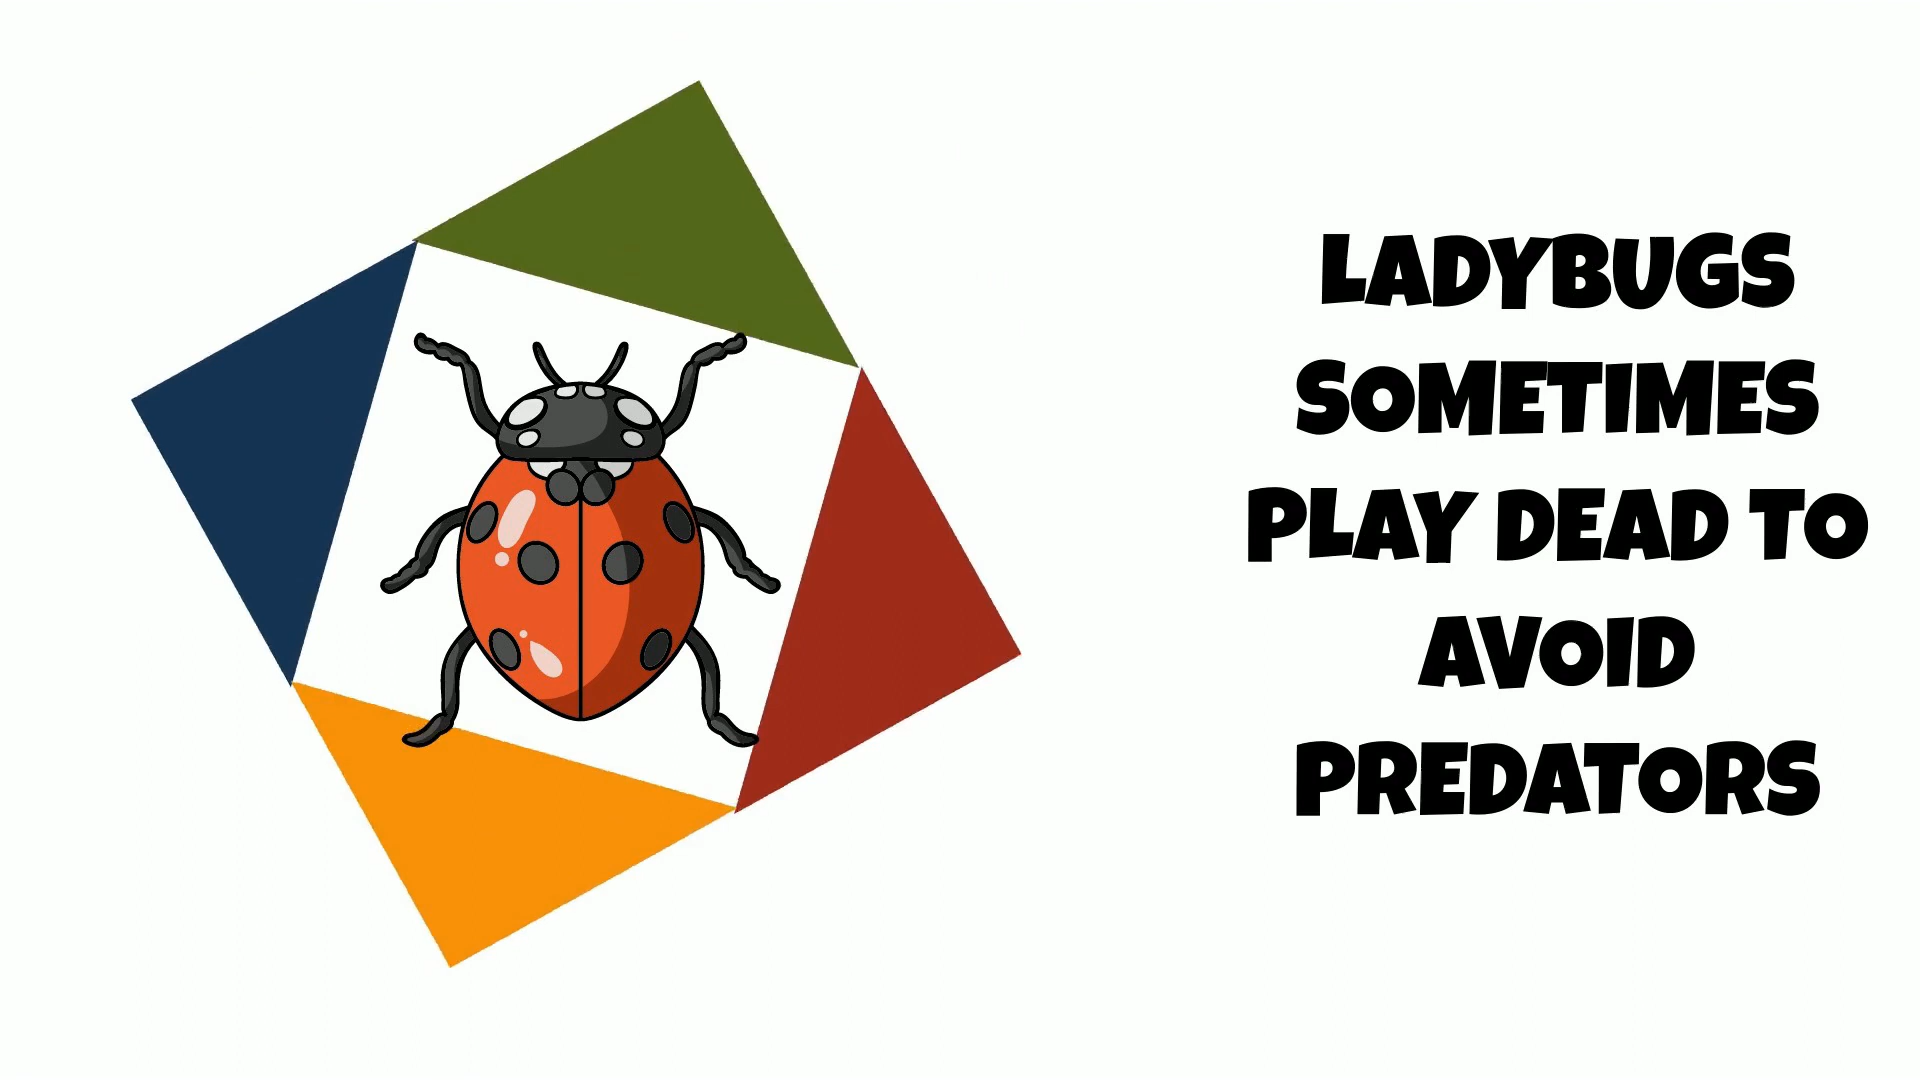 LADYBUGS
SOMETIMES
PLAY DEAD TO
AVOID
PREDATORS